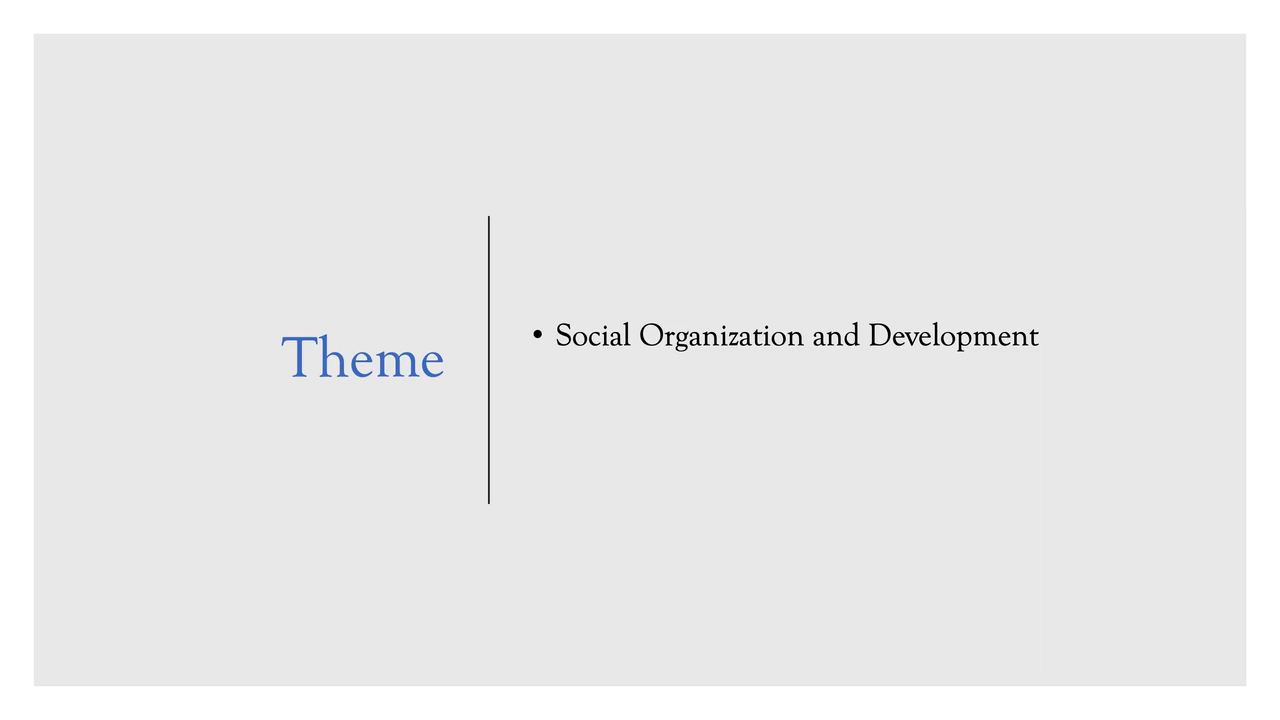 Theme
• Social Organization and Development